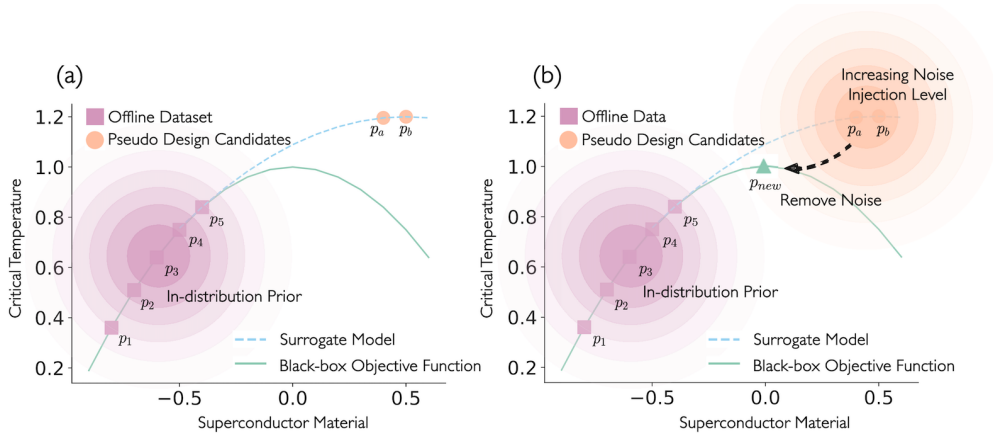 (a)
Offline Dataset
Pseudo Design Candidates
1.2
1.0
0.8
0.6
0.4
0.2
Critical Temperature
p_a
p_b
p_5
p_4
p_3
p_2
p_1
In-distribution Prior
Surrogate Model
Black-box Objective Function
−0.5
0.0
0.5
Superconductor Material
(b)
Increasing Noise
Injection Level
Offline Data
Pseudo Design Candidates
1.2
1.0
0.8
0.6
0.4
0.2
Critical Temperature
p_a
p_b
p_new
Remove Noise
p_5
p_4
p_3
p_2
p_1
In-distribution Prior
Surrogate Model
Black-box Objective Function
−0.5
0.0
0.5
Superconductor Material